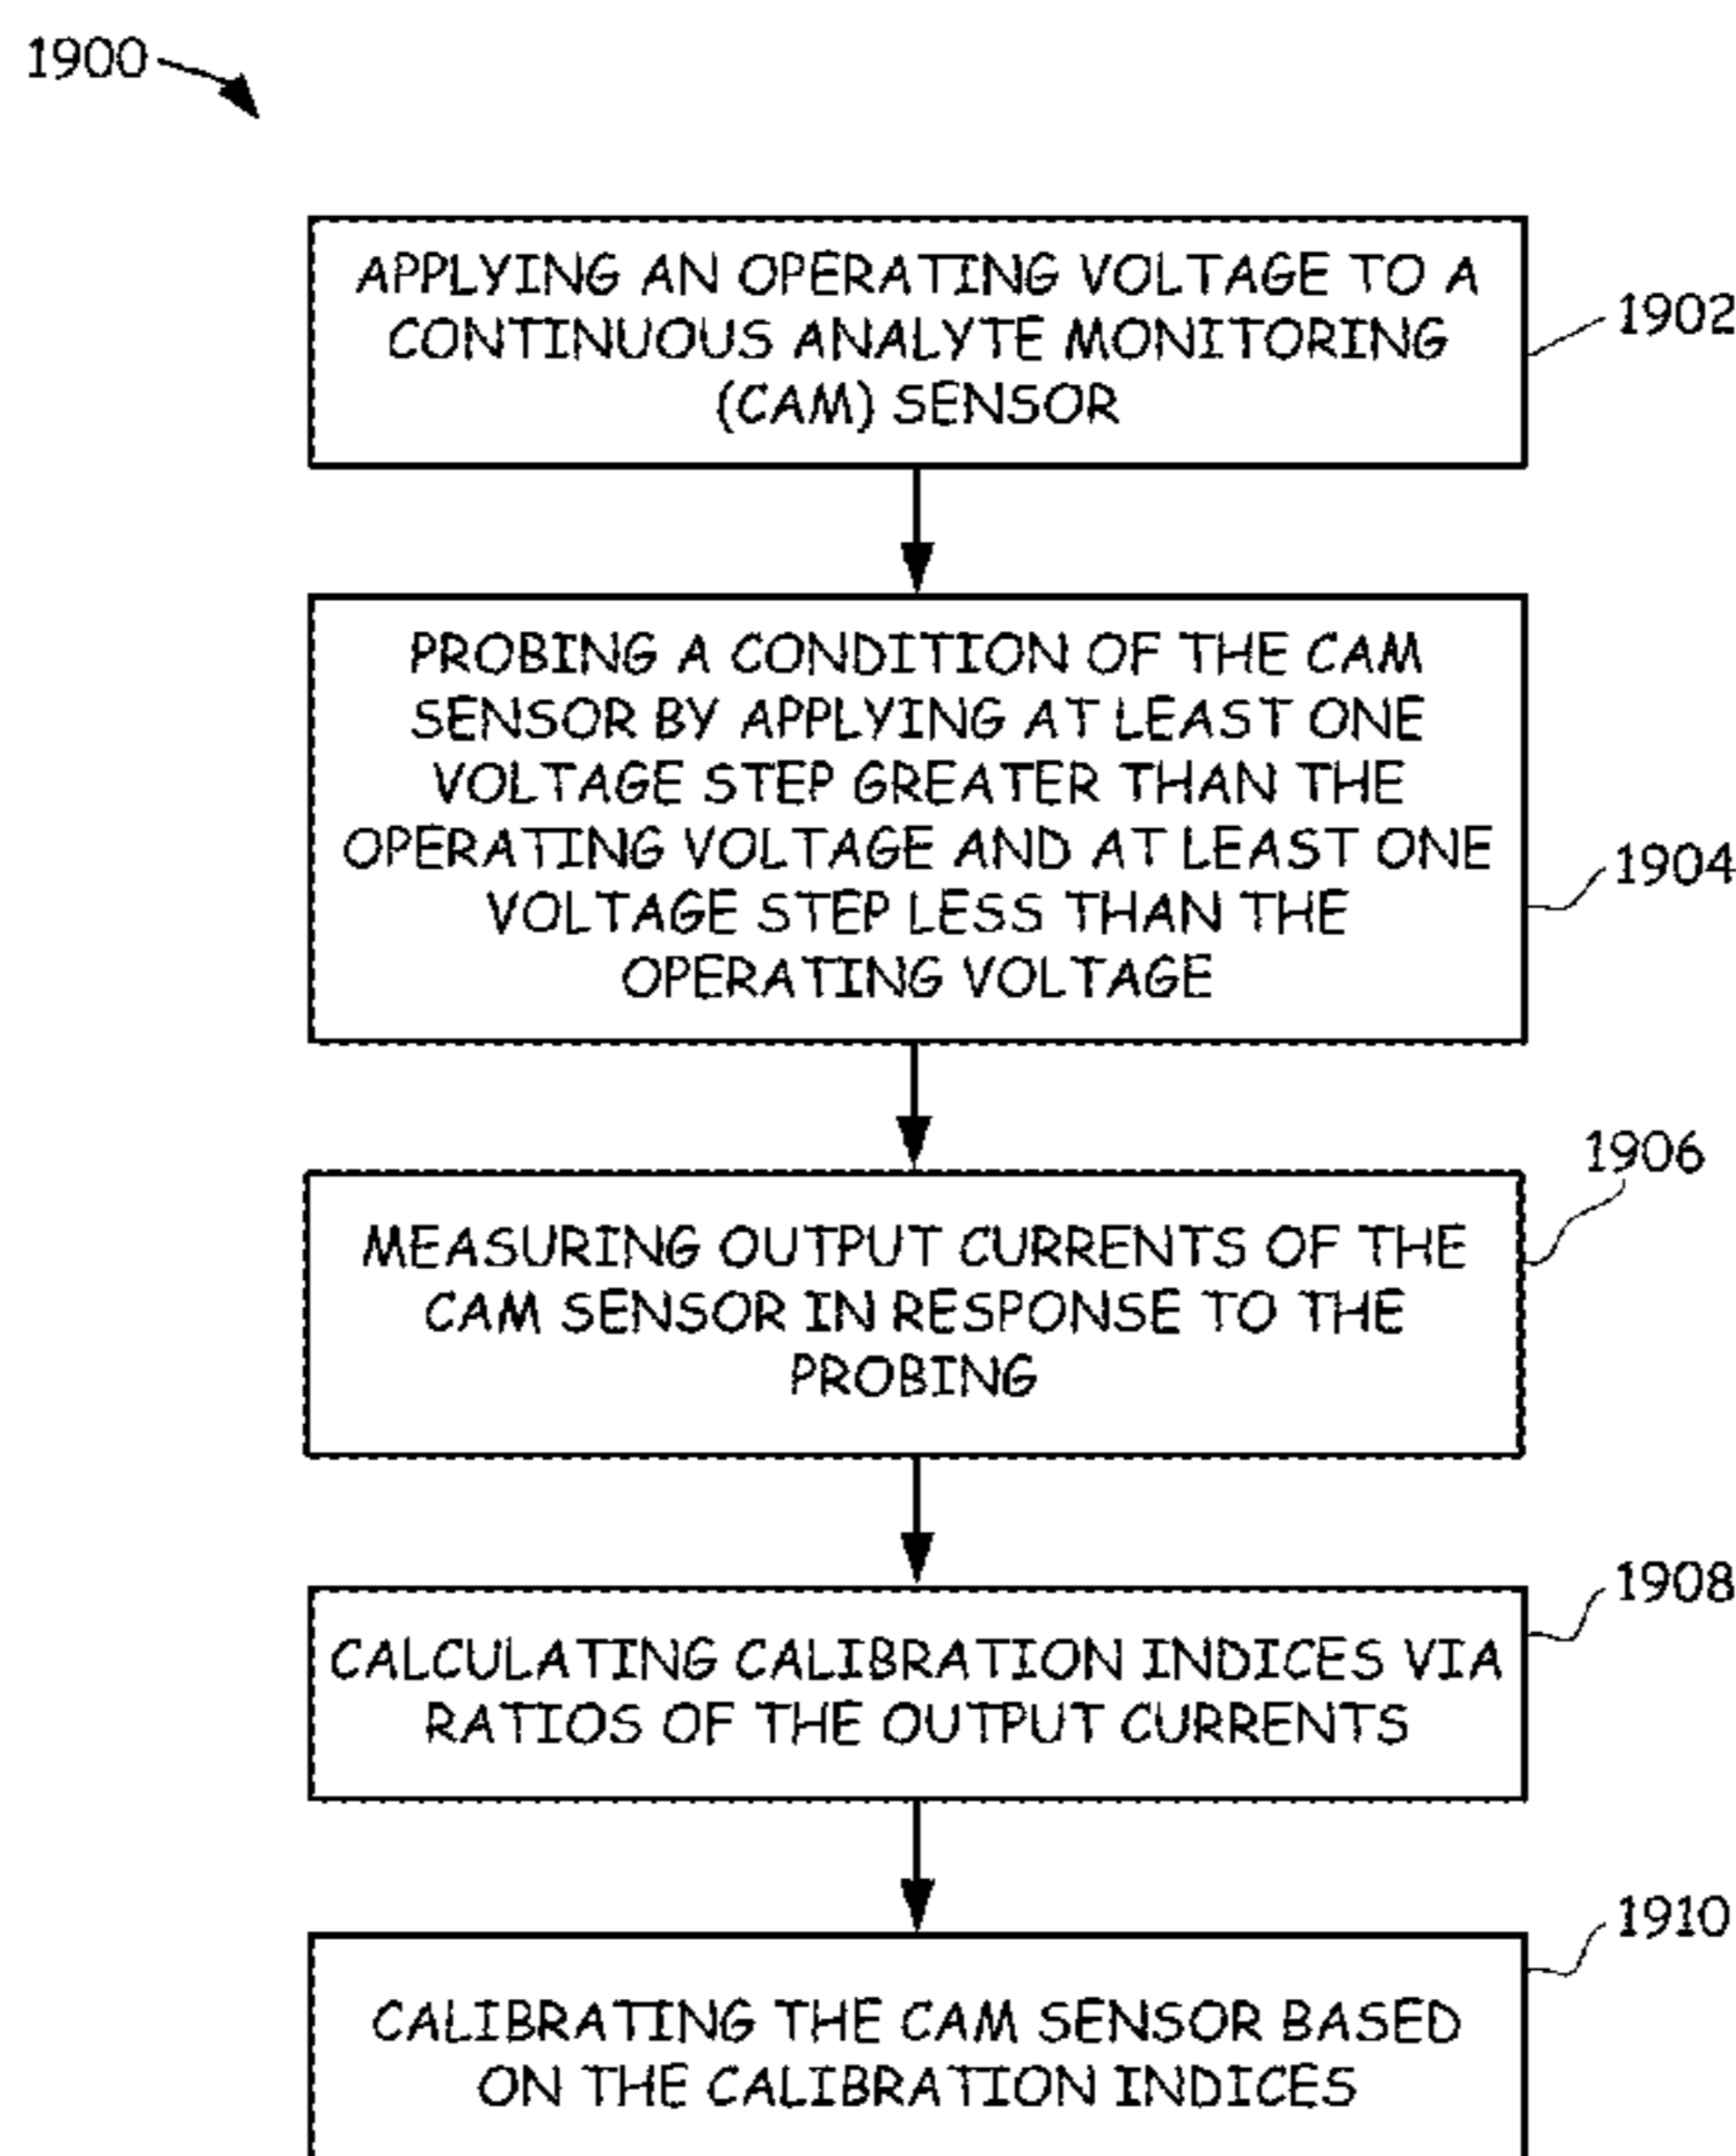 1900
APPLYING AN OPERATING VOLTAGE TO A
CONTINUOUS ANALYTE MONITORING
(CAM) SENSOR
1902
PROBING A CONDITION OF THE CAM
SENSOR BY APPLYING AT LEAST ONE
VOLTAGE STEP GREATER THAN THE
OPERATING VOLTAGE AND AT LEAST ONE
VOLTAGE STEP LESS THAN THE
OPERATING VOLTAGE
1904
MEASURING OUTPUT CURRENTS OF THE
CAM SENSOR IN RESPONSE TO THE
PROBING
1906
CALCULATING CALIBRATION INDICES VIA
RATIOS OF THE OUTPUT CURRENTS
1908
CALIBRATING THE CAM SENSOR BASED
ON THE CALIBRATION INDICES
1910